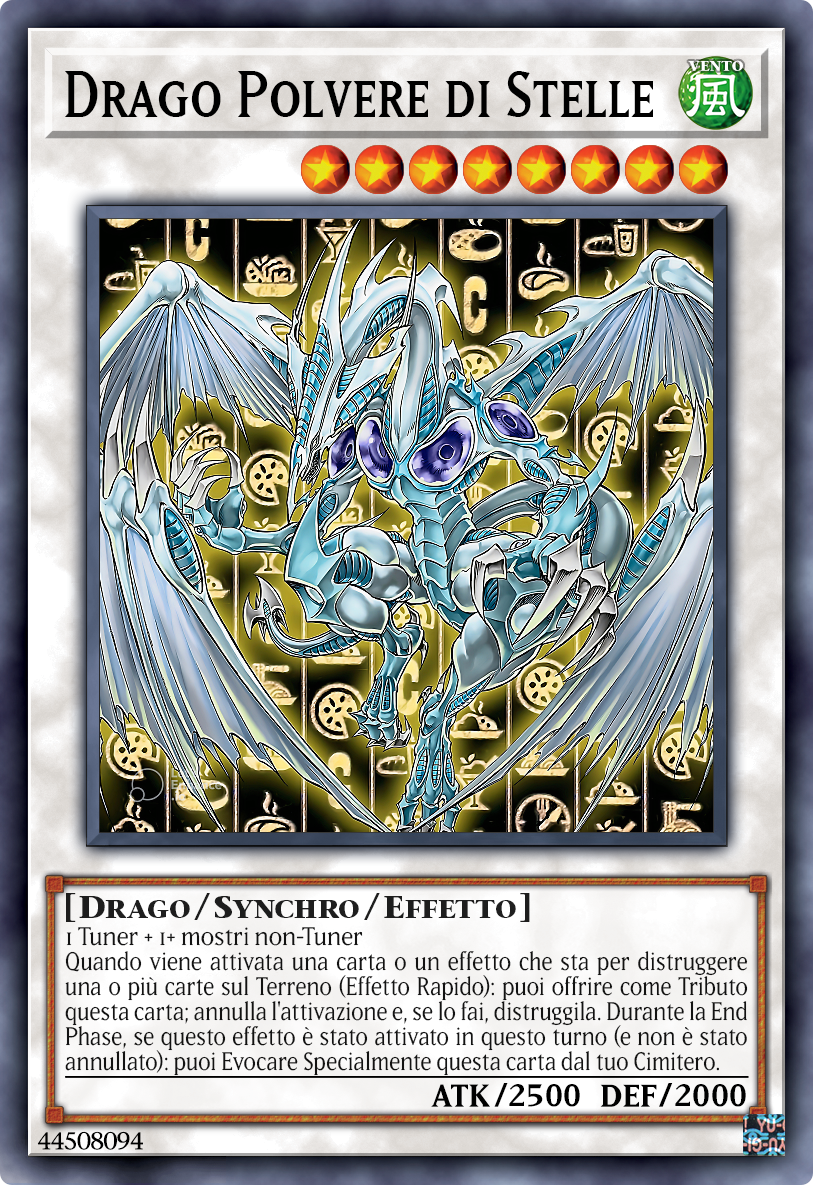 Drago Polvere di Stelle
VENTO
風
[Drago/Synchro/Effetto]
1 Tuner + 1+ mostri non-Tuner
Quando viene attivata una carta o un effetto che sta per distruggere
una o più carte sul Terreno (Effetto Rapido): puoi offrire come Tributo
questa carta; annulla l'attivazione e, se lo fai, distruggila. Durante la End
Phase, se questo effetto è stato attivato in questo turno (e non è stato
annullato): puoi Evocare Specialmente questa carta dal tuo Cimitero.
ATK/2500 DEF/2000
44508094